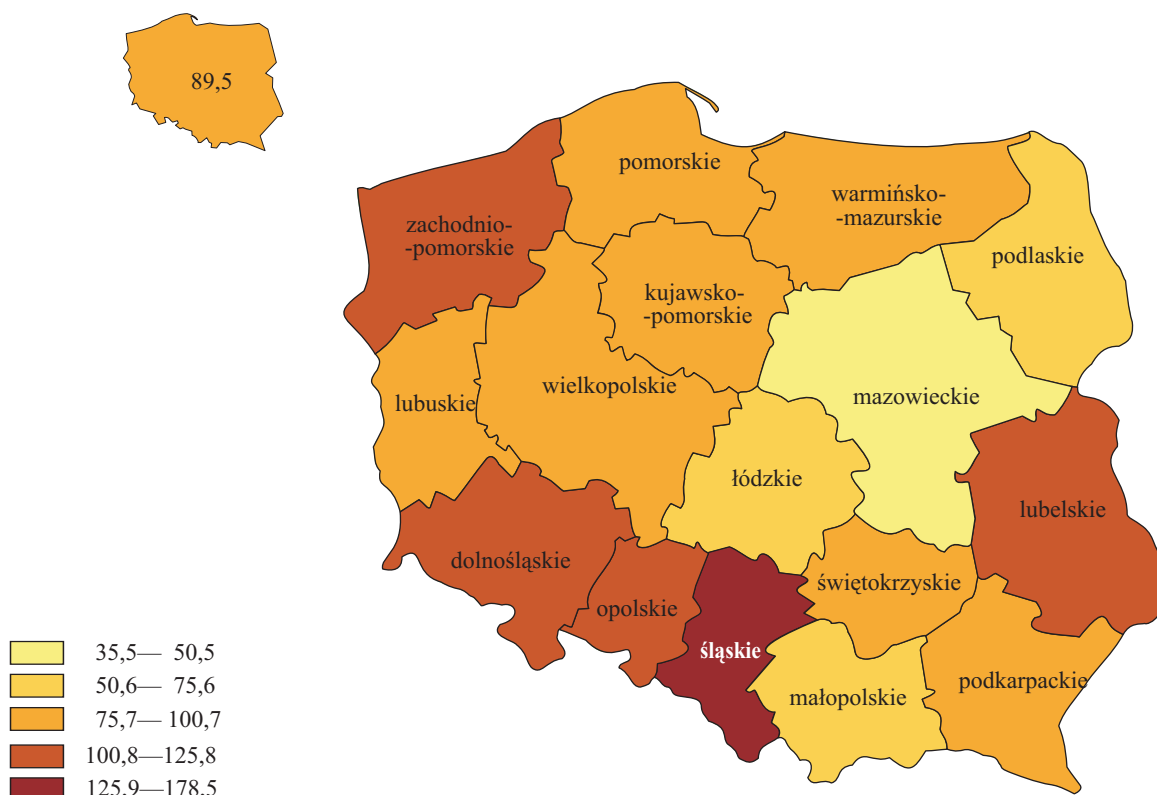 89,5
pomorskie
warmińsko-
-mazurskie
zachodnio-
-pomorskie
podlaskie
kujawsko-
-pomorskie
wielkopolskie
mazowieckie
lubuskie
łódzkie
lubelskie
dolnośląskie
świętokrzyskie
opolskie
śląskie
podkarpackie
małopolskie
35,5— 50,5
50,6— 75,6
75,7— 100,7
100,8—125,8
125,9—178,5